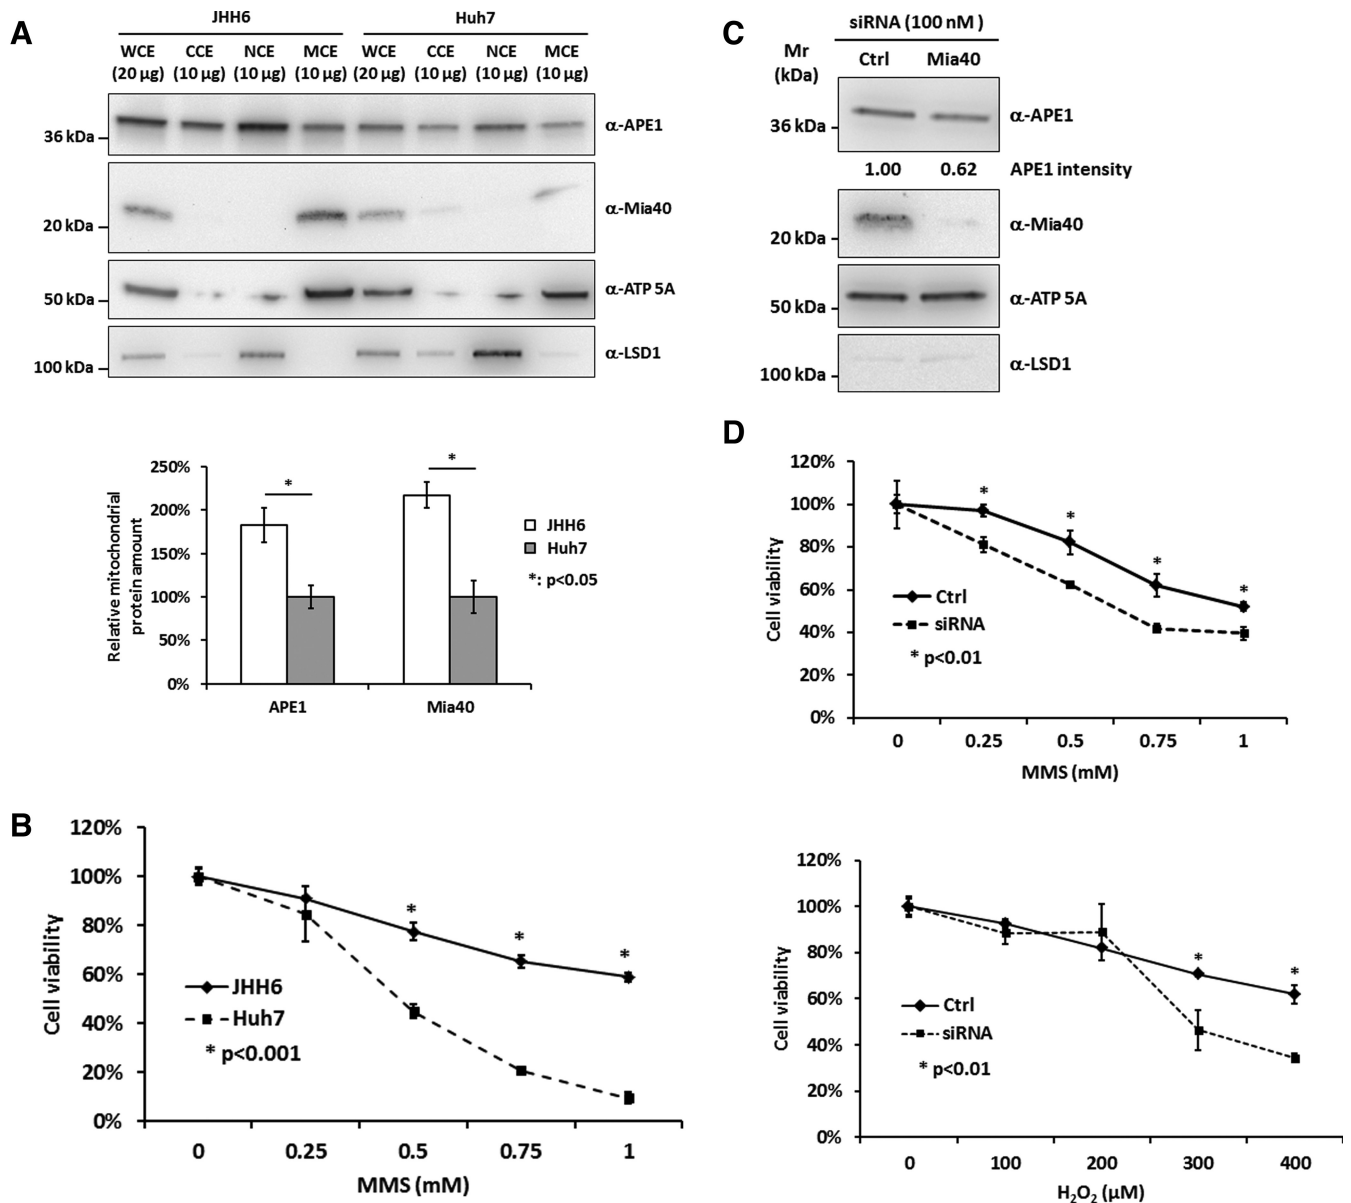 A
JHH6 Huh7
WCE CCE NCE MCE WCE CCE NCE MCE
(20 µg) (10 µg) (10 µg) (10 µg) (20 µg) (10 µg) (10 µg) (10 µg)
36 kDa α-APE1
20 kDa α-Mia40
50 kDa α-ATP 5A
100 kDa α-LSD1
Relative mitochondrial
protein amount
250%
200%
150%
100%
50%
0%
* *
JHH6
Huh7
*: p<0.05
APE1 Mia40
B
Cell viability
120%
100%
80%
60%
40%
20%
0%
* * *
JHH6
Huh7
* p<0.001
0 0.25 0.5 0.75 1
MMS (mM)
C
siRNA (100 nM )
Mr
(kDa)
Ctrl Mia40
36 kDa α-APE1
1.00 0.62 APE1 intensity
20 kDa α-Mia40
50 kDa α-ATP 5A
100 kDa α-LSD1
D
Cell viability
120%
100%
80%
60%
40%
20%
0%
* * * *
Ctrl
siRNA
* p<0.01
0 0.25 0.5 0.75 1
MMS (mM)
Cell viability
120%
100%
80%
60%
40%
20%
0%
* *
Ctrl
siRNA
* p<0.01
0 100 200 300 400
H₂O₂ (µM)